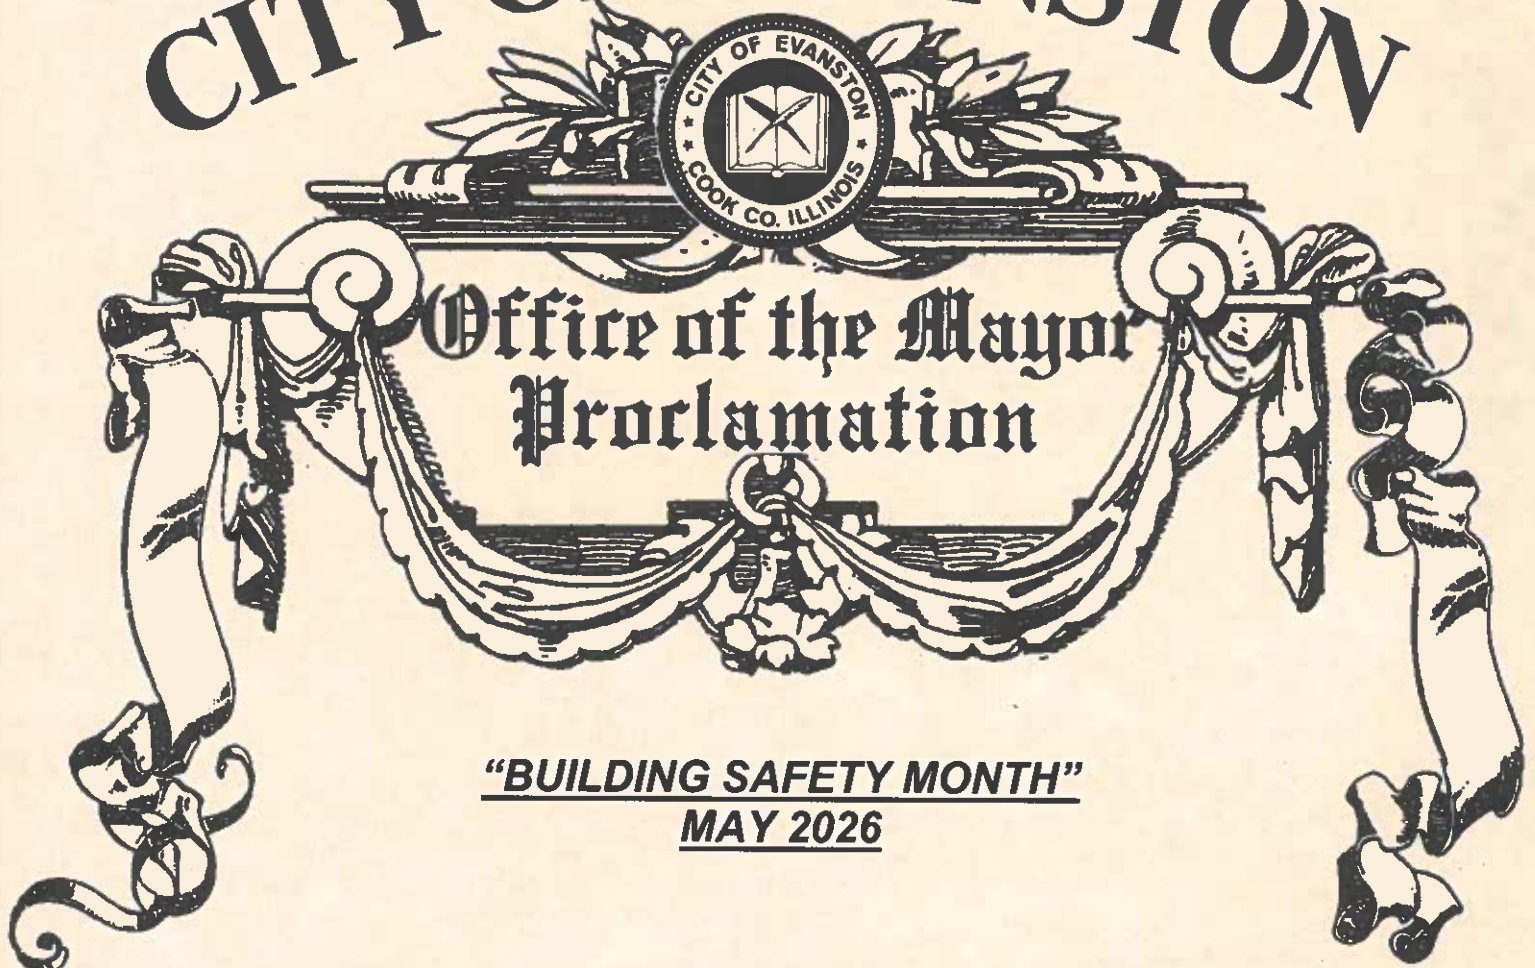 CITY OF EVANSTON
CITY OF EVANSTON
★ ★ ★ ★
COOK CO. ILLINOIS
Office of the Mayor
Proclamation
“BUILDING SAFETY MONTH”
MAY 2026